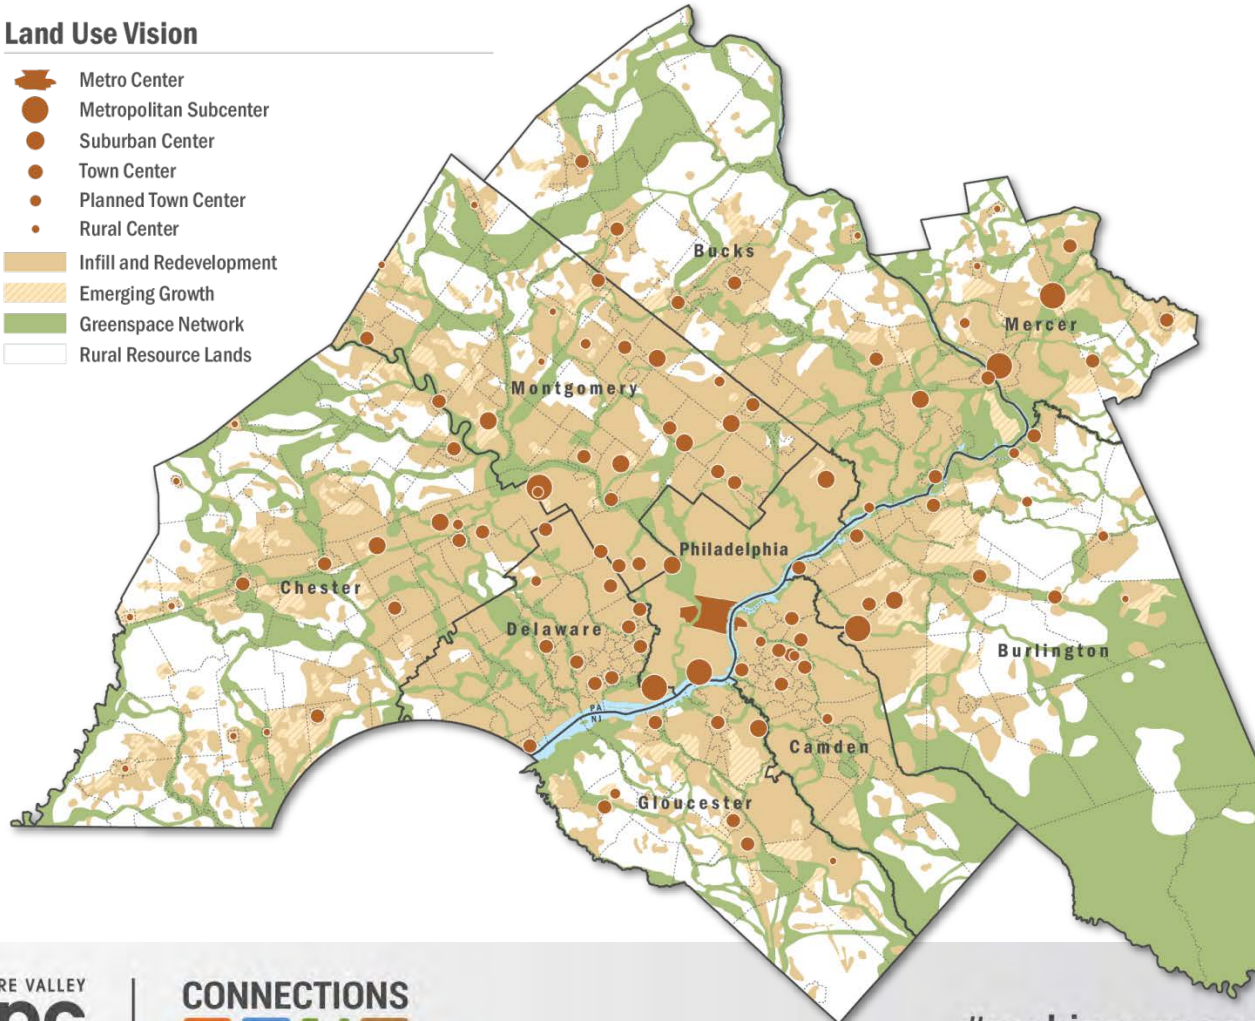 Land Use Vision
Metro Center
Metropolitan Subcenter
Suburban Center
Town Center
Planned Town Center
Rural Center
Infill and Redevelopment
Emerging Growth
Greenspace Network
Rural Resource Lands
Bucks
Mercer
Montgomery
Philadelphia
Chester
Delaware
Burlington
PA
NJ
Camden
Gloucester
RE VALLEY
CONNECTIONS